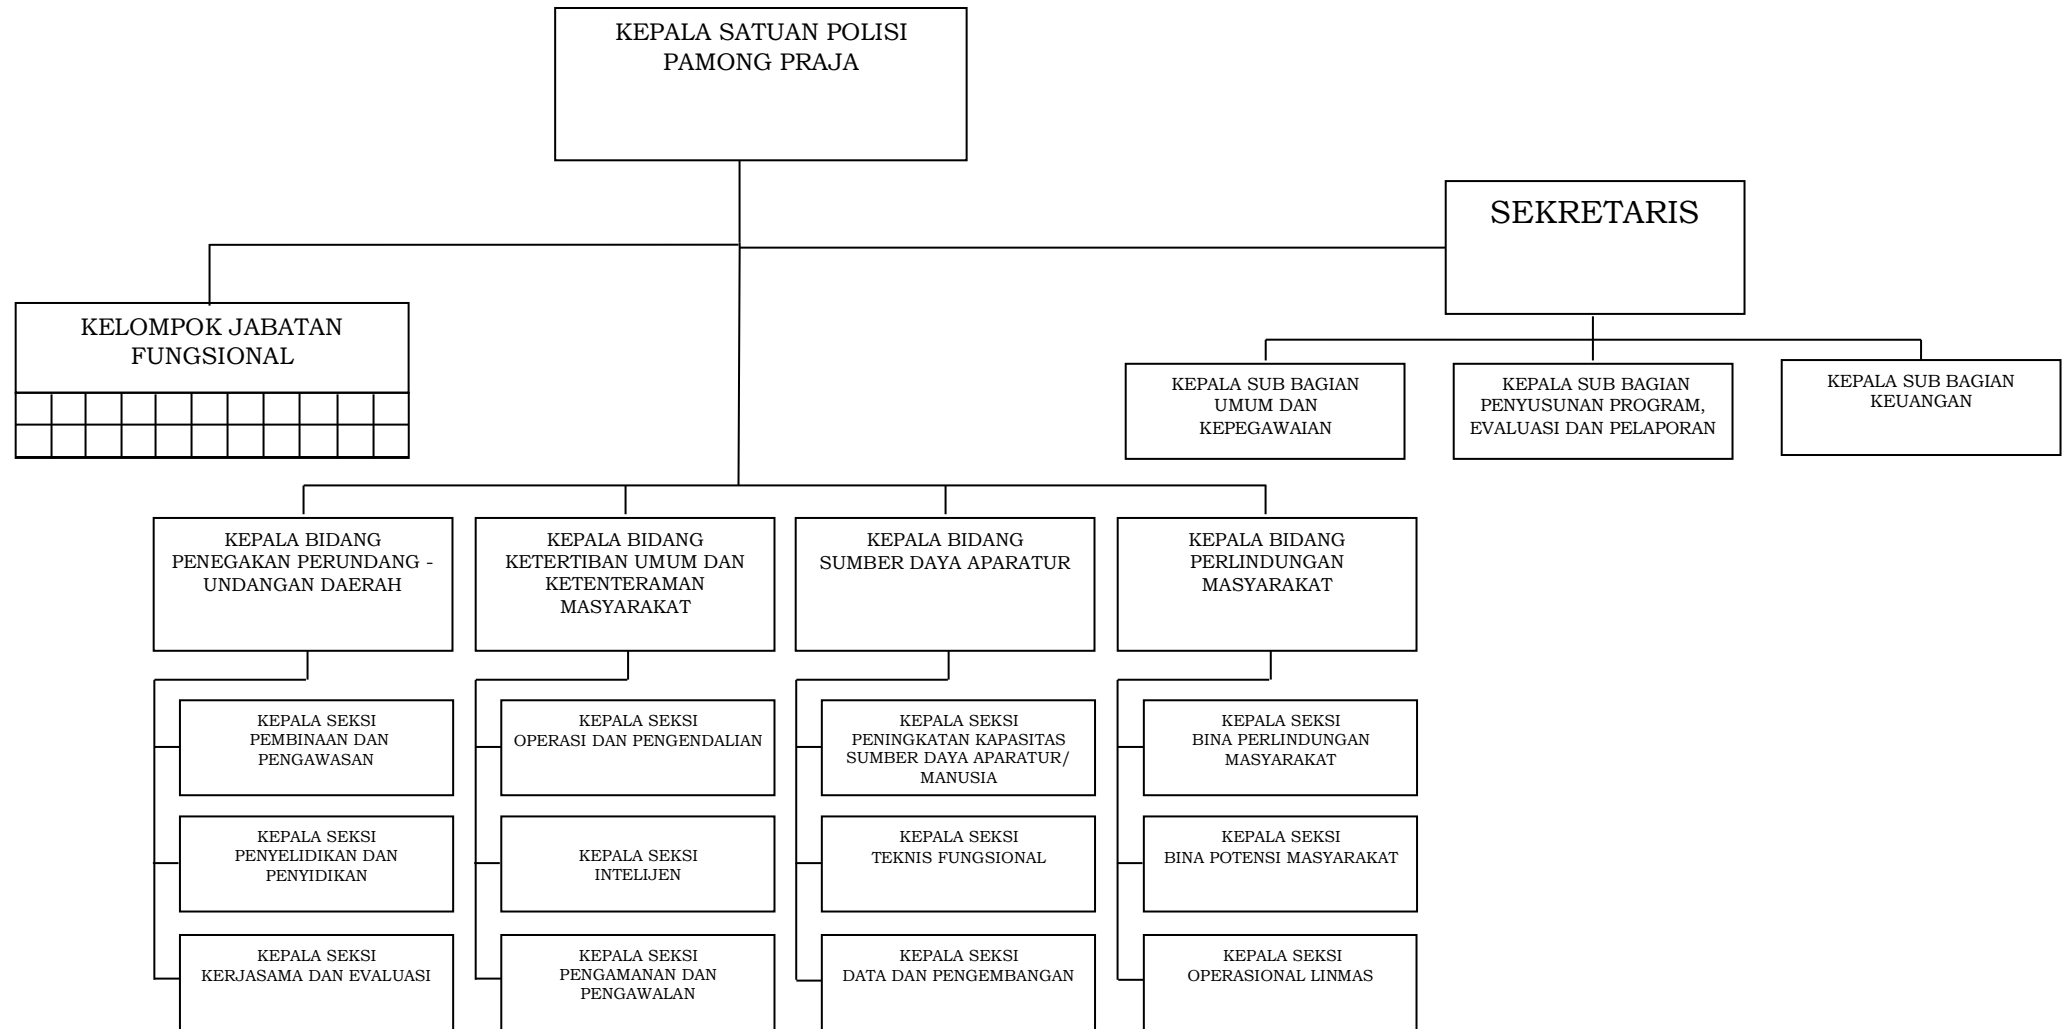 KEPALA SATUAN POLISI
PAMONG PRAJA
SEKRETARIS
KELOMPOK JABATAN
FUNGSIONAL
KEPALA SUB BAGIAN
UMUM DAN
KEPEGAWAIAN
KEPALA SUB BAGIAN
PENYUSUNAN PROGRAM,
EVALUASI DAN PELAPORAN
KEPALA SUB BAGIAN
KEUANGAN
KEPALA BIDANG
PENEGAKAN PERUNDANG -
UNDANGAN DAERAH
KEPALA BIDANG
KETERTIBAN UMUM DAN
KETENTERAMAN
MASYARAKAT
KEPALA BIDANG
SUMBER DAYA APARATUR
KEPALA BIDANG
PERLINDUNGAN
MASYARAKAT
KEPALA SEKSI
PEMBINAAN DAN
PENGAWASAN
KEPALA SEKSI
OPERASI DAN PENGENDALIAN
KEPALA SEKSI
PENINGKATAN KAPASITAS
SUMBER DAYA APARATUR/
MANUSIA
KEPALA SEKSI
BINA PERLINDUNGAN
MASYARAKAT
KEPALA SEKSI
PENYELIDIKAN DAN
PENYIDIKAN
KEPALA SEKSI
INTELIJEN
KEPALA SEKSI
TEKNIS FUNGSIONAL
KEPALA SEKSI
BINA POTENSI MASYARAKAT
KEPALA SEKSI
KERJASAMA DAN EVALUASI
KEPALA SEKSI
PENGAMANAN DAN
PENGAWALAN
KEPALA SEKSI
DATA DAN PENGEMBANGAN
KEPALA SEKSI
OPERASIONAL LINMAS